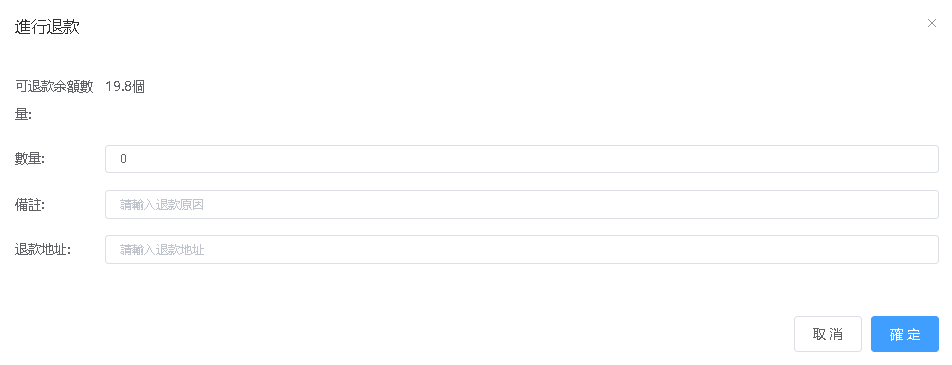 進行退款
可退款余額數 19.8個
量:
數量: 0
備註: 請輸入退款原因
退款地址: 請輸入退款地址
取消 確定